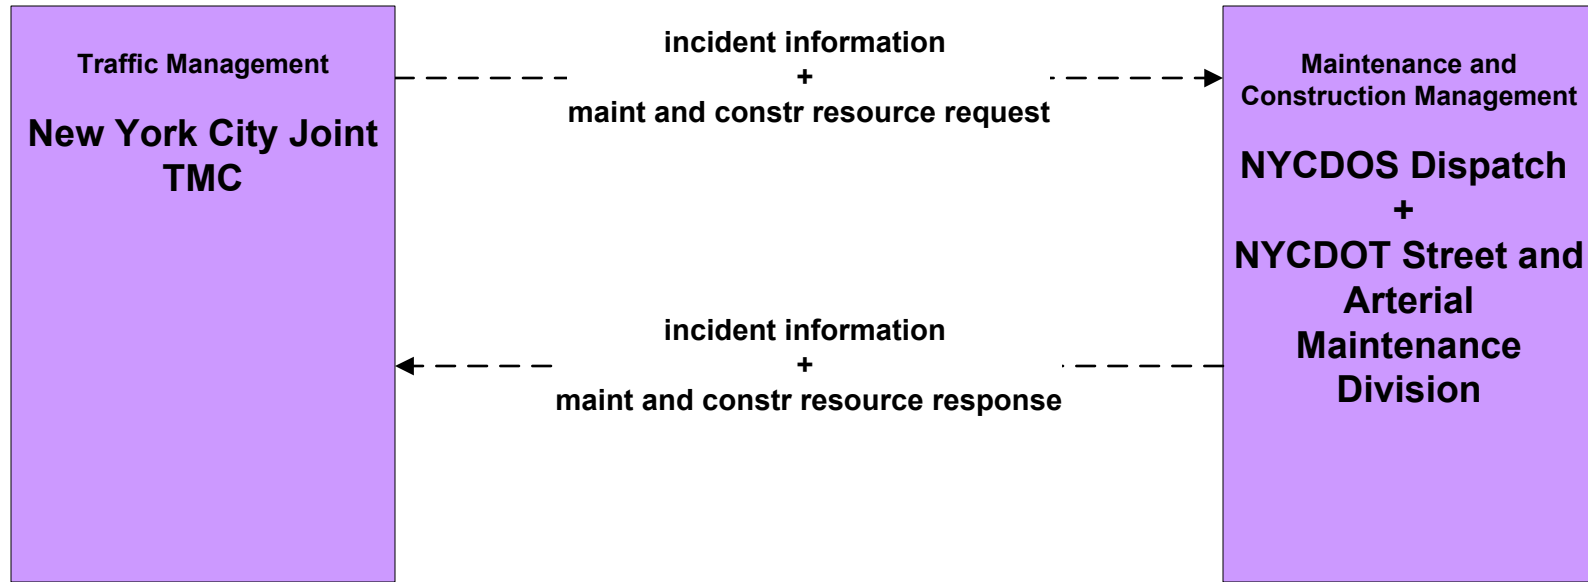 Traffic Management
New York City Joint
TMC
incident information
+
maint and constr resource request
incident information
+
maint and constr resource response
Maintenance and
Construction Management
NYCDOS Dispatch
+
NYCDOT Street and
Arterial
Maintenance
Division